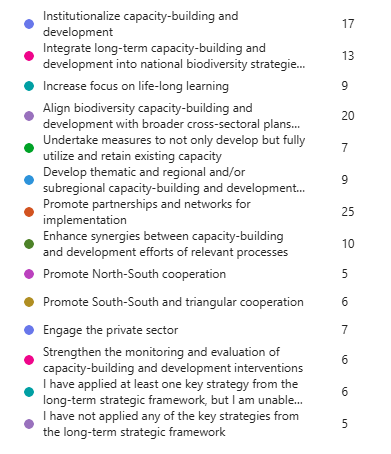 Institutionalize capacity-building and
development
17
Integrate long-term capacity-building and
development into national biodiversity strategie...
13
Increase focus on life-long learning
9
Align biodiversity capacity-building and
development with broader cross-sectoral plans...
20
Undertake measures to not only develop but fully
utilize and retain existing capacity
7
Develop thematic and regional and/or
subregional capacity-building and development...
9
Promote partnerships and networks for
implementation
25
Enhance synergies between capacity-building
and development efforts of relevant processes
10
Promote North-South cooperation
5
Promote South-South and triangular cooperation
6
Engage the private sector
7
Strengthen the monitoring and evaluation of
capacity-building and development interventions
6
I have applied at least one key strategy from the
long-term strategic framework, but I am unable...
6
I have not applied any of the key strategies from
the long-term strategic framework
5